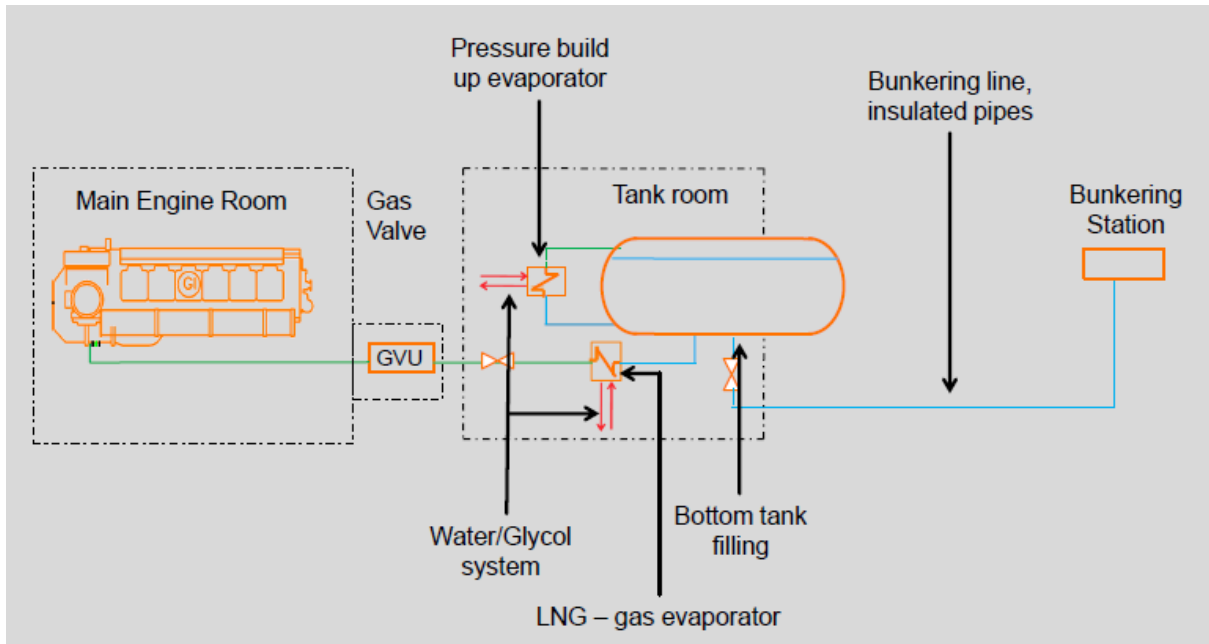 Pressure build
up evaporator
Bunkering line,
insulated pipes
Main Engine Room
Gas
Valve
Tank room
Bunkering
Station
GI
GVU
Water/Glycol
system
Bottom tank
filling
LNG – gas evaporator